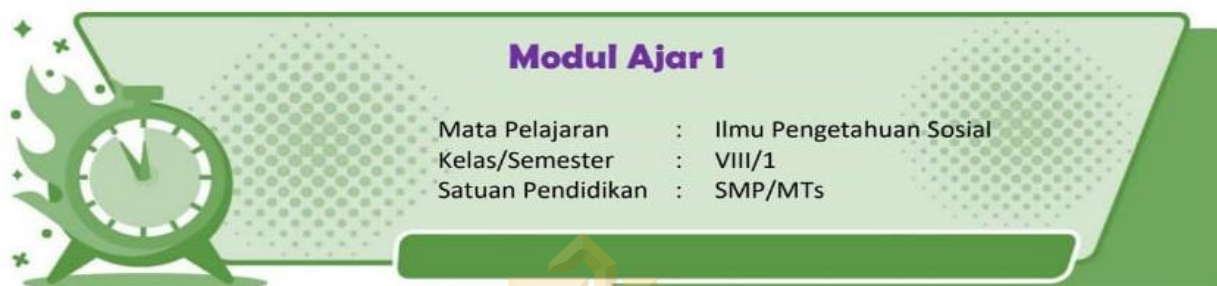 Modul Ajar 1
Mata Pelajaran : Ilmu Pengetahuan Sosial
Kelas/Semester : VIII/1
Satuan Pendidikan : SMP/MTs